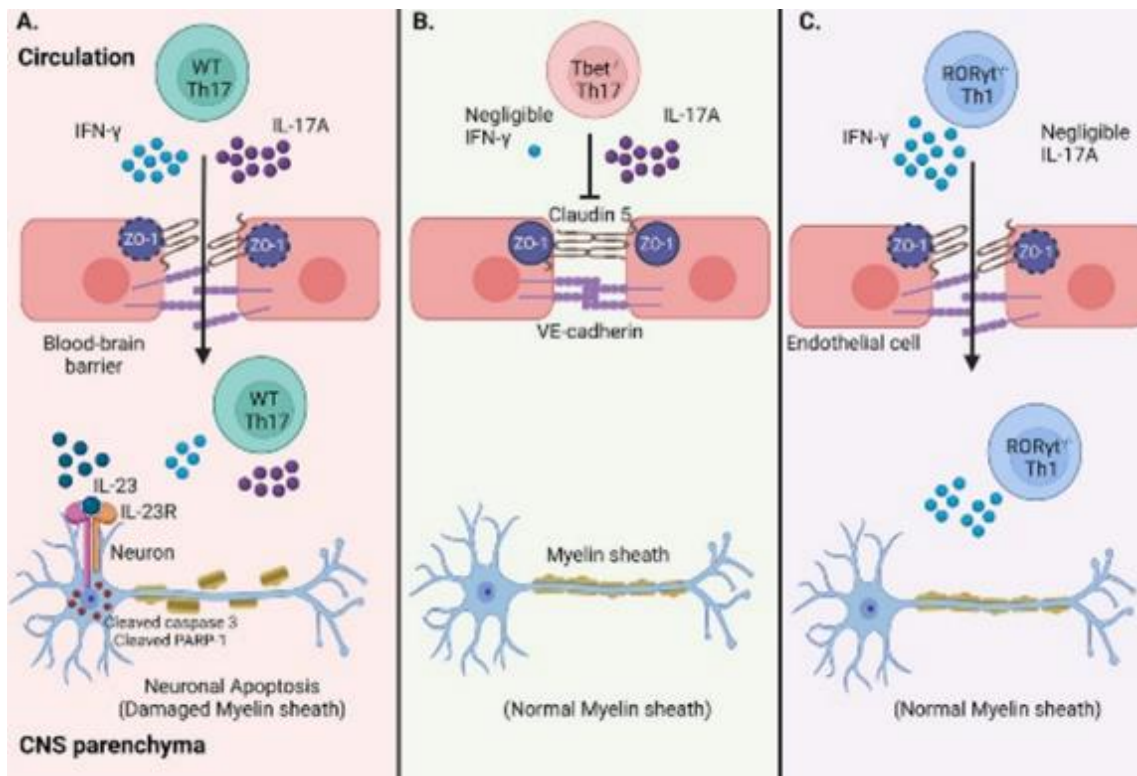 A.
Circulation
WT
Th17
IFN-γ
IL-17A
ZO-1
ZO-1
Blood-brain
barrier
WT
Th17
IL-23
IL-23R
Neuron
Cleaved caspase 3
Cleaved PARP-1
Neuronal Apoptosis
(Damaged Myelin sheath)
CNS parenchyma
B.
Tbet-/-
Th17
Negligible
IFN-γ
IL-17A
Claudin 5
ZO-1
ZO-1
VE-cadherin
Myelin sheath
(Normal Myelin sheath)
C.
RORγt-/-
Th1
IFN-γ
Negligible
IL-17A
ZO-1
ZO-1
Endothelial cell
RORγt-/-
Th1
(Normal Myelin sheath)